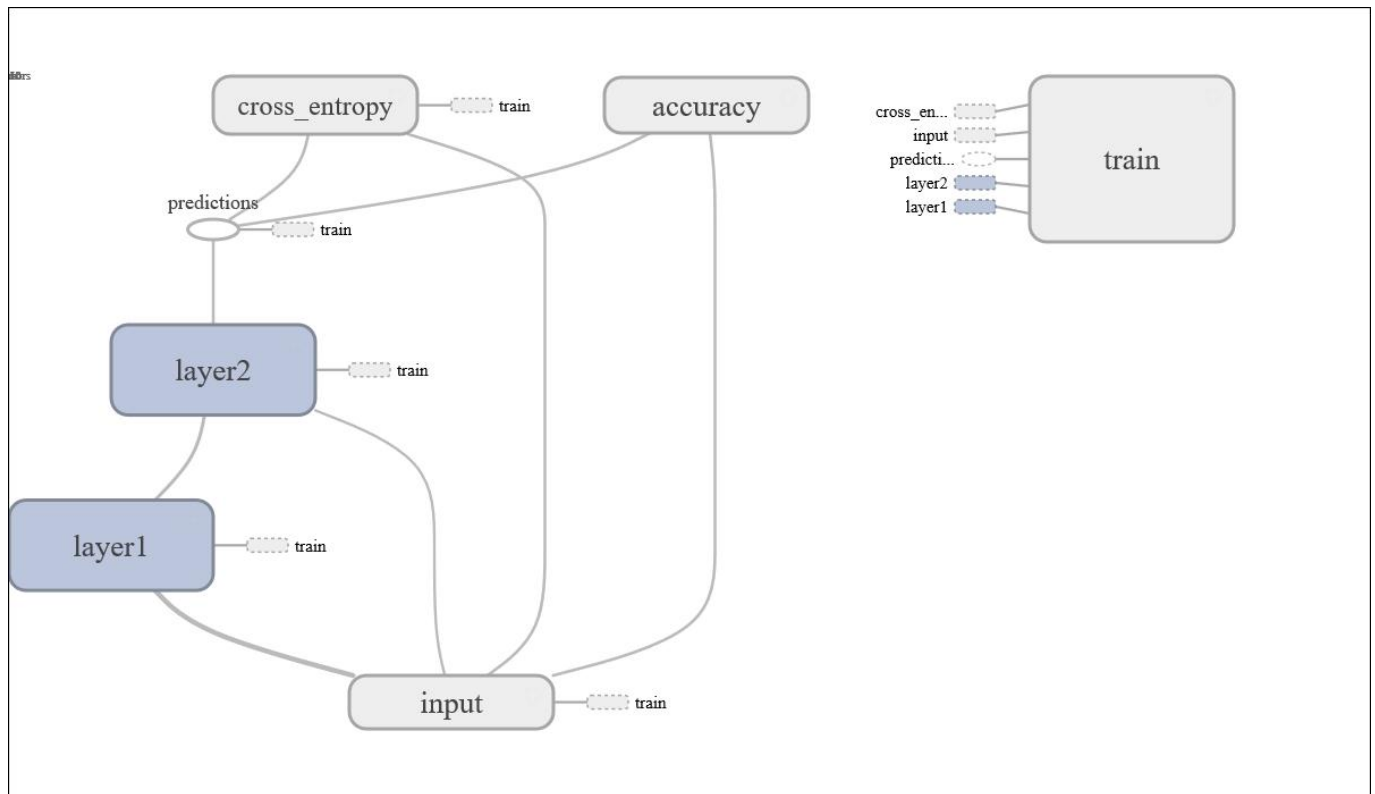 cross_entropy
train
accuracy
cross_en...
input
predicti...
layer2
layer1
train
predictions
train
layer2
train
layer1
train
input
train